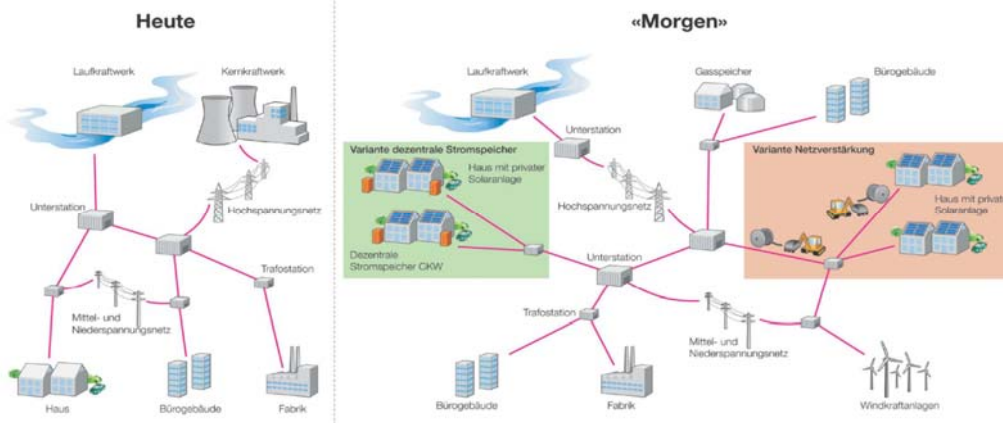 Heute
Laufkraftwerk
Kernkraftwerk
Hochspannungsnetz
Unterstation
Trafostation
Mittel- und
Niederspannungsnetz
Haus
Bürogebäude
Fabrik
«Morgen»
Laufkraftwerk
Gasspeicher
Bürogebäude
Unterstation
Variante dezentrale Stromspeicher
Haus mit privater
Solaranlage
Hochspannungsnetz
Dezentrale
Stromspeicher GKW
Variante Netzverstärkung
Haus mit privater
Solaranlage
Unterstation
Trafostation
Mittel- und
Niederspannungsnetz
Bürogebäude
Fabrik
Windkraftanlagen